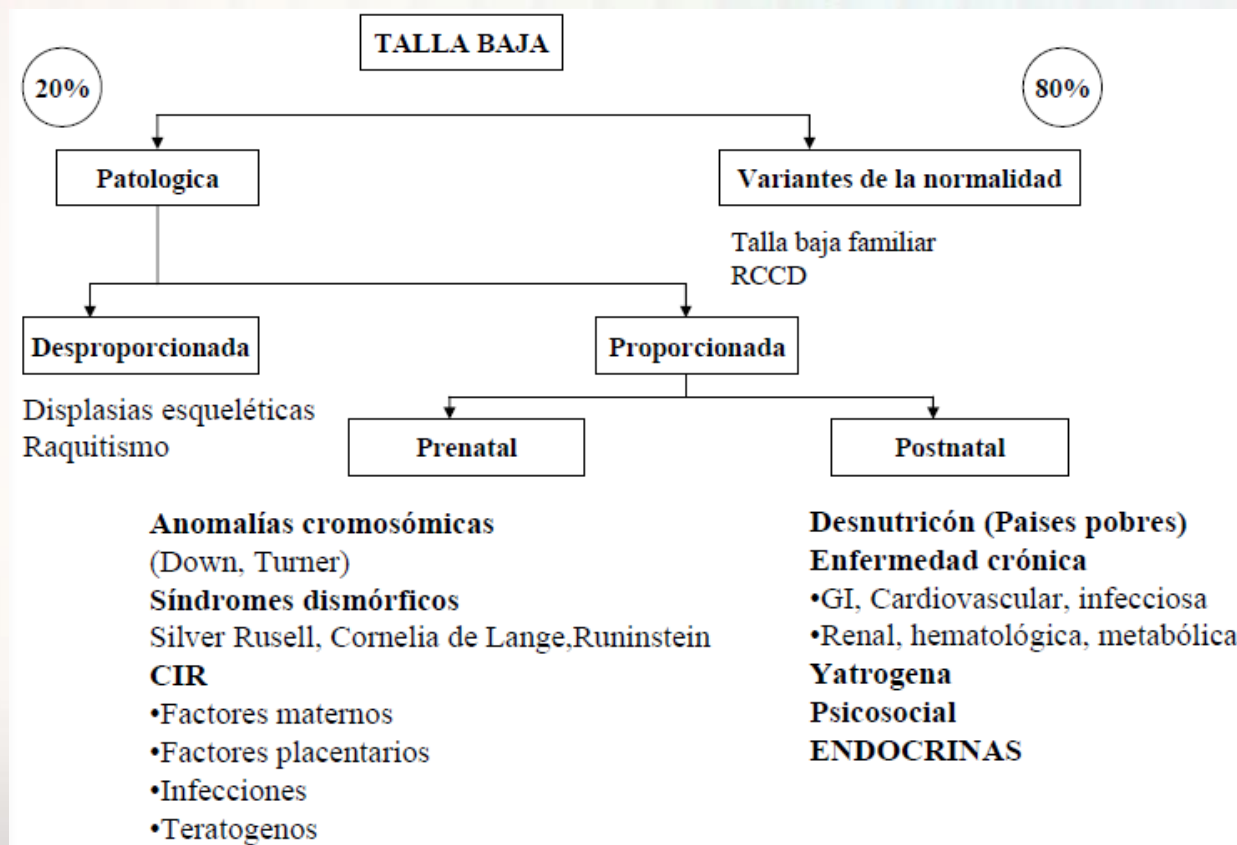 TALLA BAJA
20%
80%
Patologica
Variantes de la normalidad
Talla baja familiar
RCCD
Desproporcionada
Proporcionada
Displasias esqueléticas
Raquitismo
Prenatal
Postnatal
Anomalías cromosómicas
(Down, Turner)
Síndromes dismórficos
Silver Rusell, Cornelia de Lange,Runinstein
CIR
•Factores maternos
•Factores placentarios
•Infecciones
•Teratogenos
Desnutricón (Paises pobres)
Enfermedad crónica
•GI, Cardiovascular, infecciosa
•Renal, hematológica, metabólica
Yatrogena
Psicosocial
ENDOCRINAS